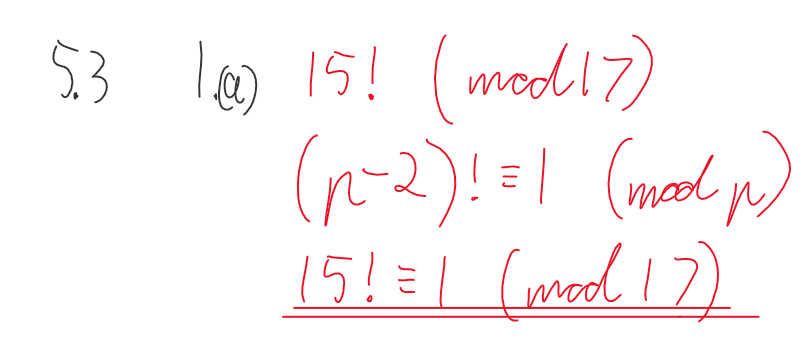 5.3 1.(a) 15! (mod 17)
(p-2)! ≡ 1 (mod p)
15! ≡ 1 (mod 17)